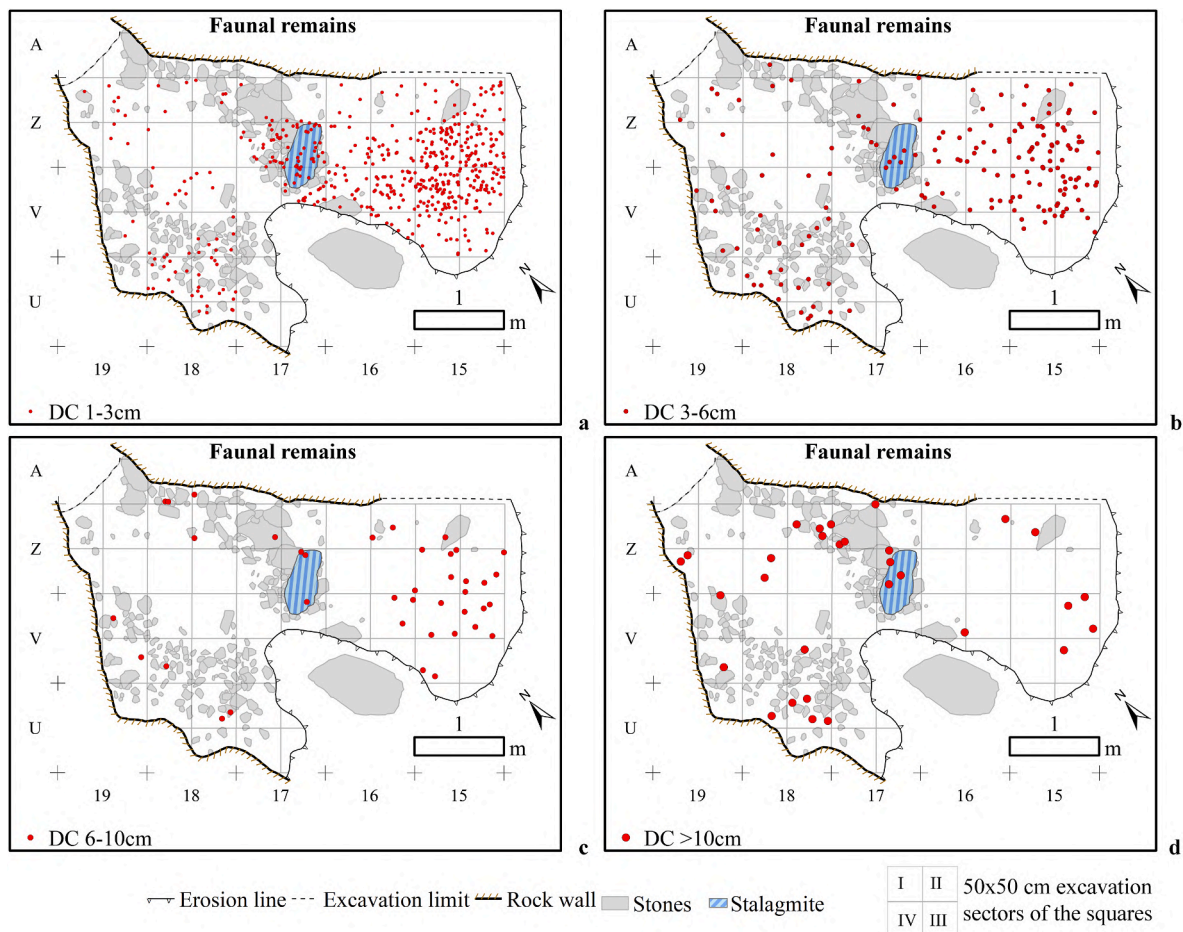 Faunal remains
A
Z
V
U
N
1
m
19 18 17 16 15
DC 1-3cm
a
Faunal remains
A
Z
V
U
N
1
m
19 18 17 16 15
DC 3-6cm
b
Faunal remains
A
Z
V
U
N
1
m
19 18 17 16 15
DC 6-10cm
c
Faunal remains
A
Z
V
U
N
1
m
19 18 17 16 15
DC >10cm
d
Erosion line Excavation limit Rock wall Stones Stalagmite
I II
IV III
50x50 cm excavation
sectors of the squares